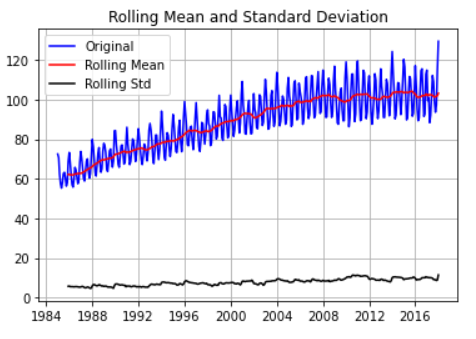 Rolling Mean and Standard Deviation
Original
Rolling Mean
Rolling Std
120
100
80
60
40
20
0
1984 1988 1992 1996 2000 2004 2008 2012 2016